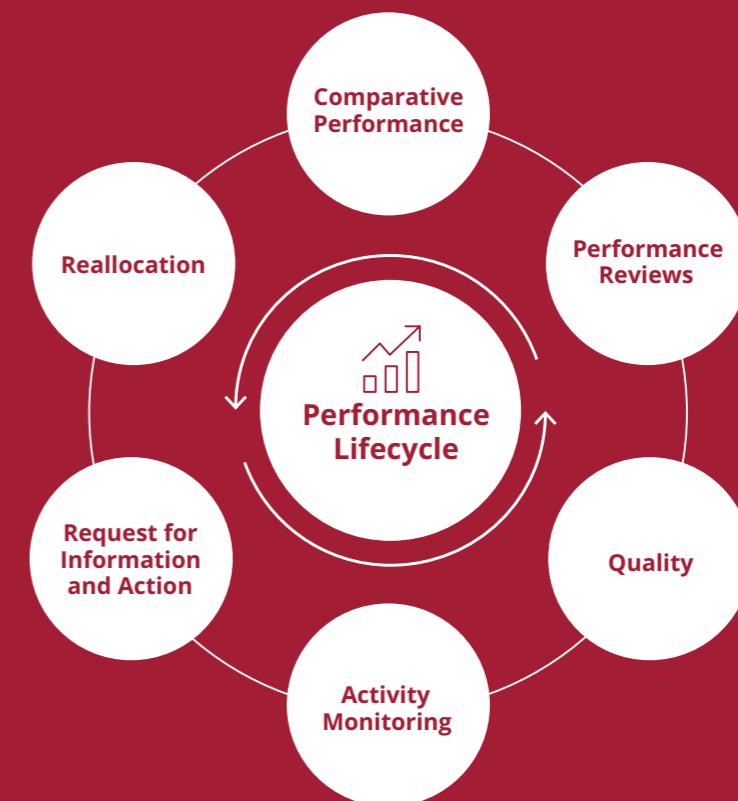 Comparative
Performance
Performance
Reviews
Reallocation
Performance
Lifecycle
Request for
Information
and Action
Quality
Activity
Monitoring